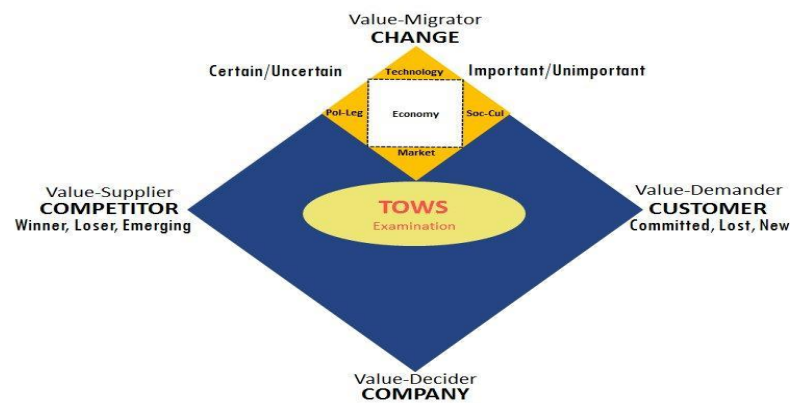 Value-Migrator
CHANGE
Certain/Uncertain
Important/Unimportant
Technology
Pol-Leg
Economy
Soc-Cul
Market
Value-Supplier
COMPETITOR
Winner, Loser, Emerging
TOWS
Examination
Value-Demander
CUSTOMER
Committed, Lost, New
Value-Decider
COMPANY